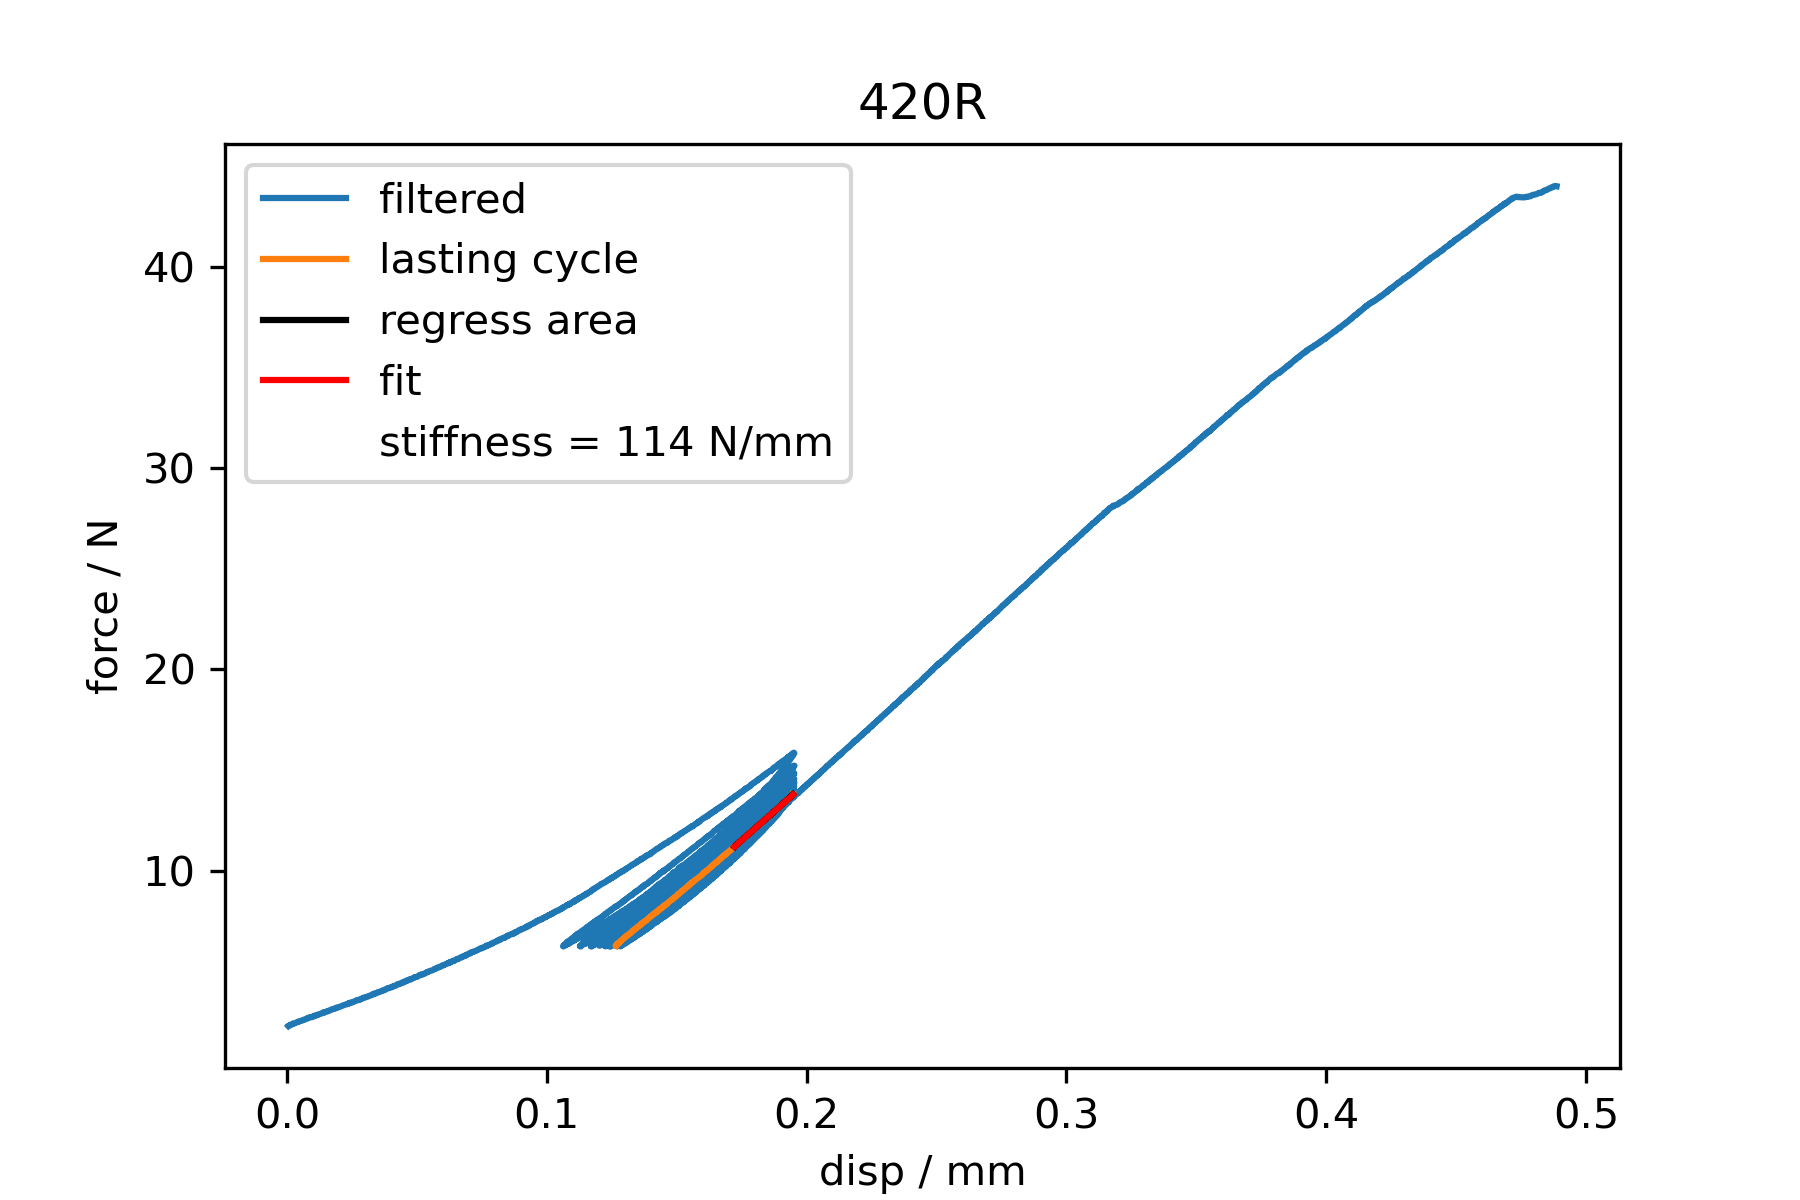 420R
filtered
lasting cycle
regress area
fit
stiffness = 114 N/mm
force / N
40
30
20
10
0.0 0.1 0.2 0.3 0.4 0.5
disp / mm